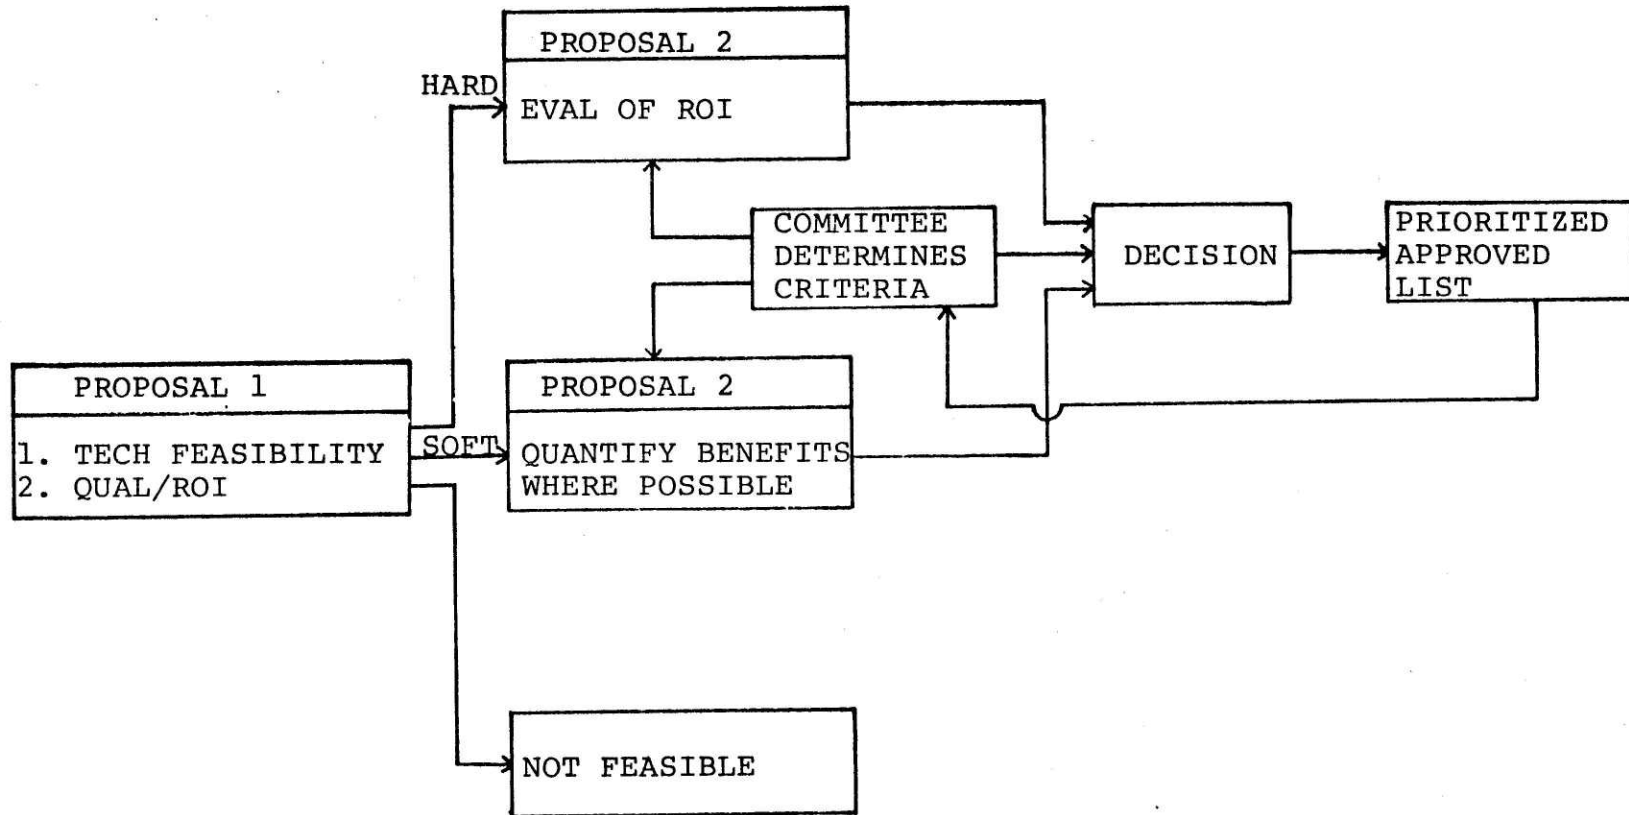 PROPOSAL 2
HARD
EVAL OF ROI
COMMITTEE
DETERMINES
CRITERIA
DECISION
PRIORITIZED
APPROVED
LIST
PROPOSAL 1
1. TECH FEASIBILITY
2. QUAL/ROI
SOFT
PROPOSAL 2
QUANTIFY BENEFITS
WHERE POSSIBLE
NOT FEASIBLE